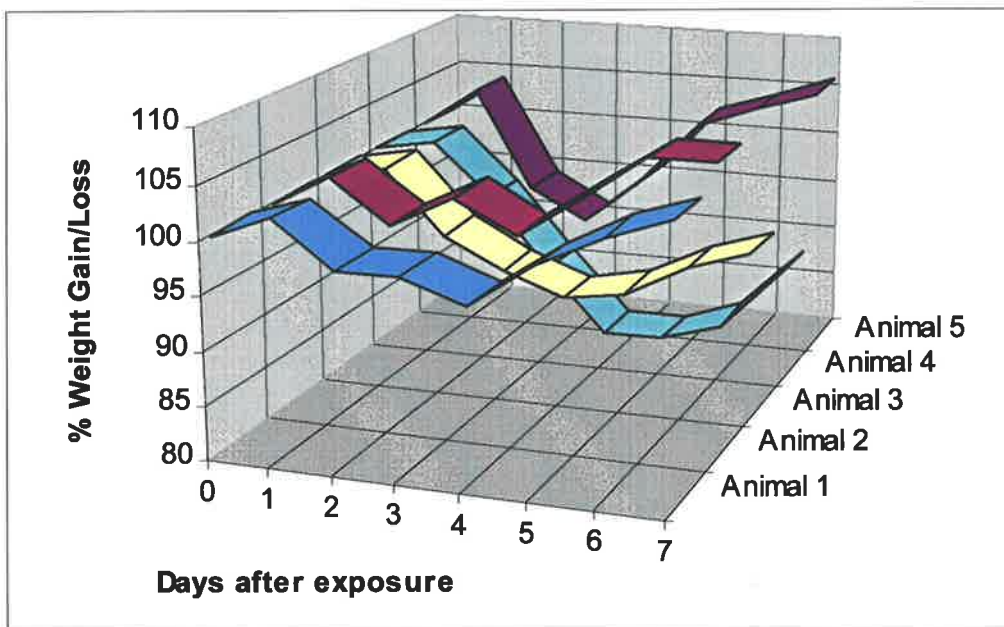 % Weight Gain/Loss
110
105
100
95
90
85
80
0
1
2
3
4
5
6
7
Days after exposure
Animal 5
Animal 4
Animal 3
Animal 2
Animal 1